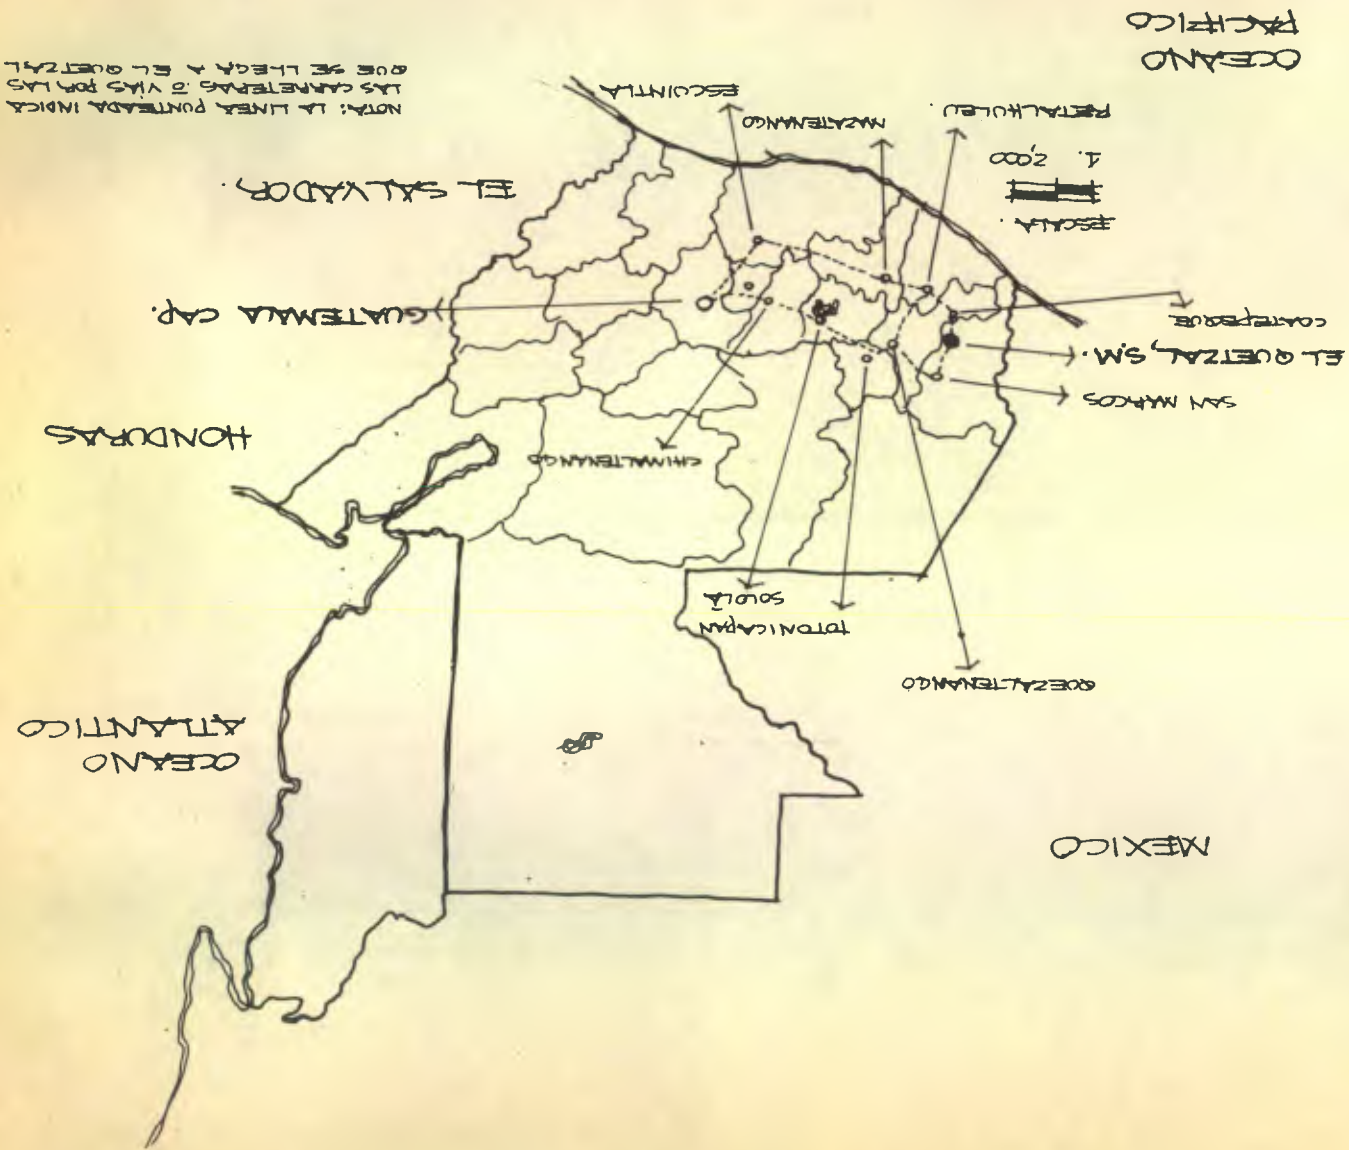 MEXICO
OCEANO
ATLANTICO
QUEZALTENANGO
TOTONICAPAN
SOLOLÁ
CHIMALTENANGO
HONDURAS
SAN MARCOS
EL QUETZAL, S.M.
COATEPEQUE
GUATEMALA CAP.
ESCALA.
1. 2,000
EL SALVADOR.
RETALHULEU.
MAZATENANGO
ESCUINTLA
NOTA: LA LINEA PUNTEADA INDICA
LAS CARRETERAS Ó VÍAS POR LAS
QUE SE LLEGA A EL QUETZAL
OCEANO
PACIFICO